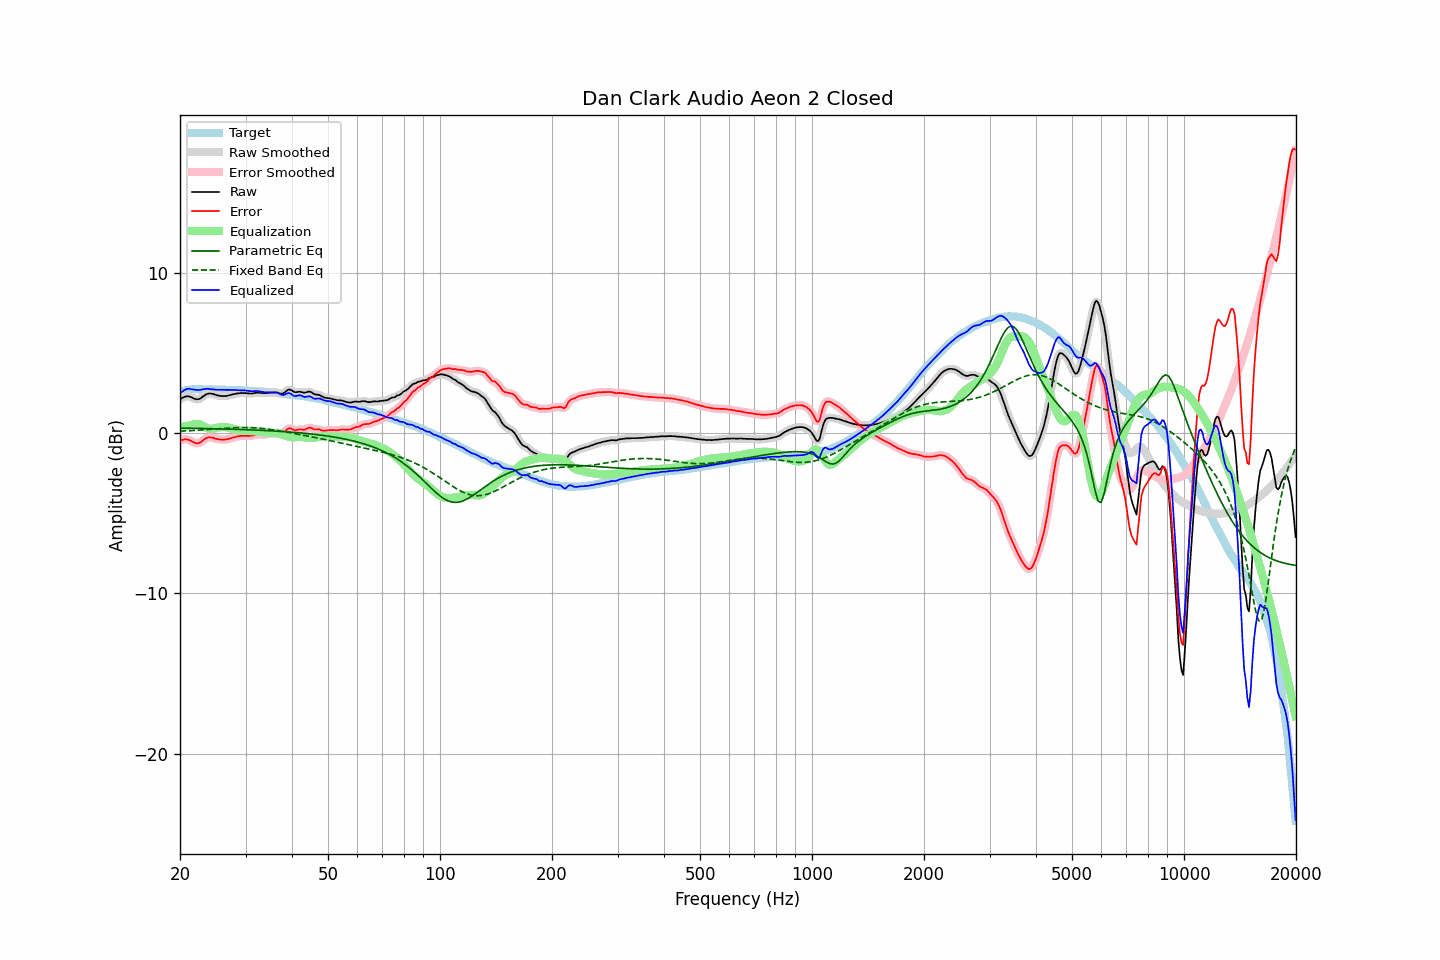 Dan Clark Audio Aeon 2 Closed
Target
Raw Smoothed
Error Smoothed
Raw
Error
Equalization
Parametric Eq
Fixed Band Eq
Equalized
Amplitude (dBr)
10
0
−10
−20
20 50 100 200 500 1000 2000 5000 10000 20000
Frequency (Hz)